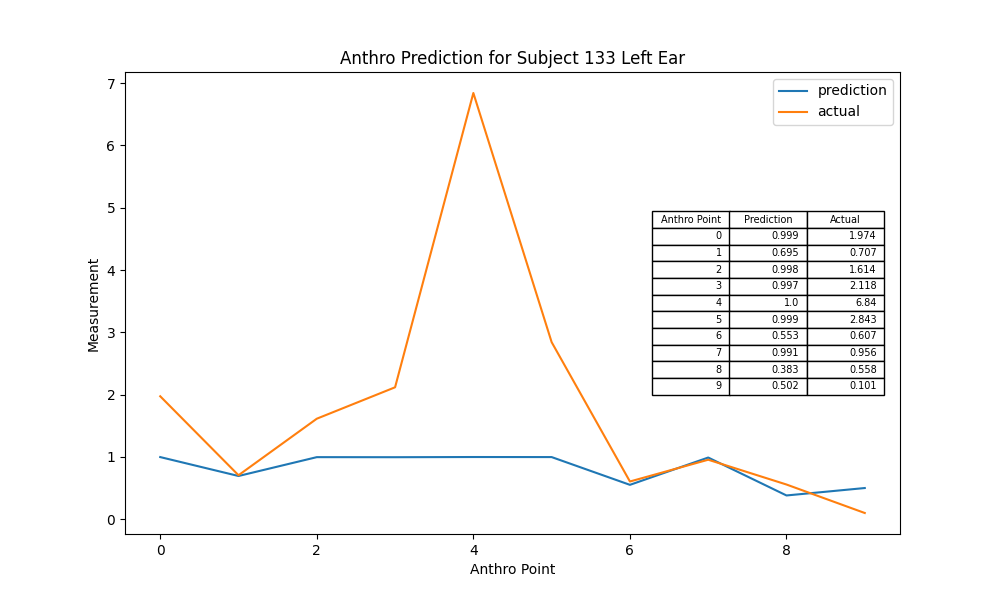 Anthro Prediction for Subject 133 Left Ear
prediction
actual
7
6
5
4
3
2
1
0
Measurement
Anthro Point Prediction Actual
0 0.999 1.974
1 0.695 0.707
2 0.998 1.614
3 0.997 2.118
4 1.0 6.84
5 0.999 2.843
6 0.553 0.607
7 0.991 0.956
8 0.383 0.558
9 0.502 0.101
0 2 4 6 8
Anthro Point